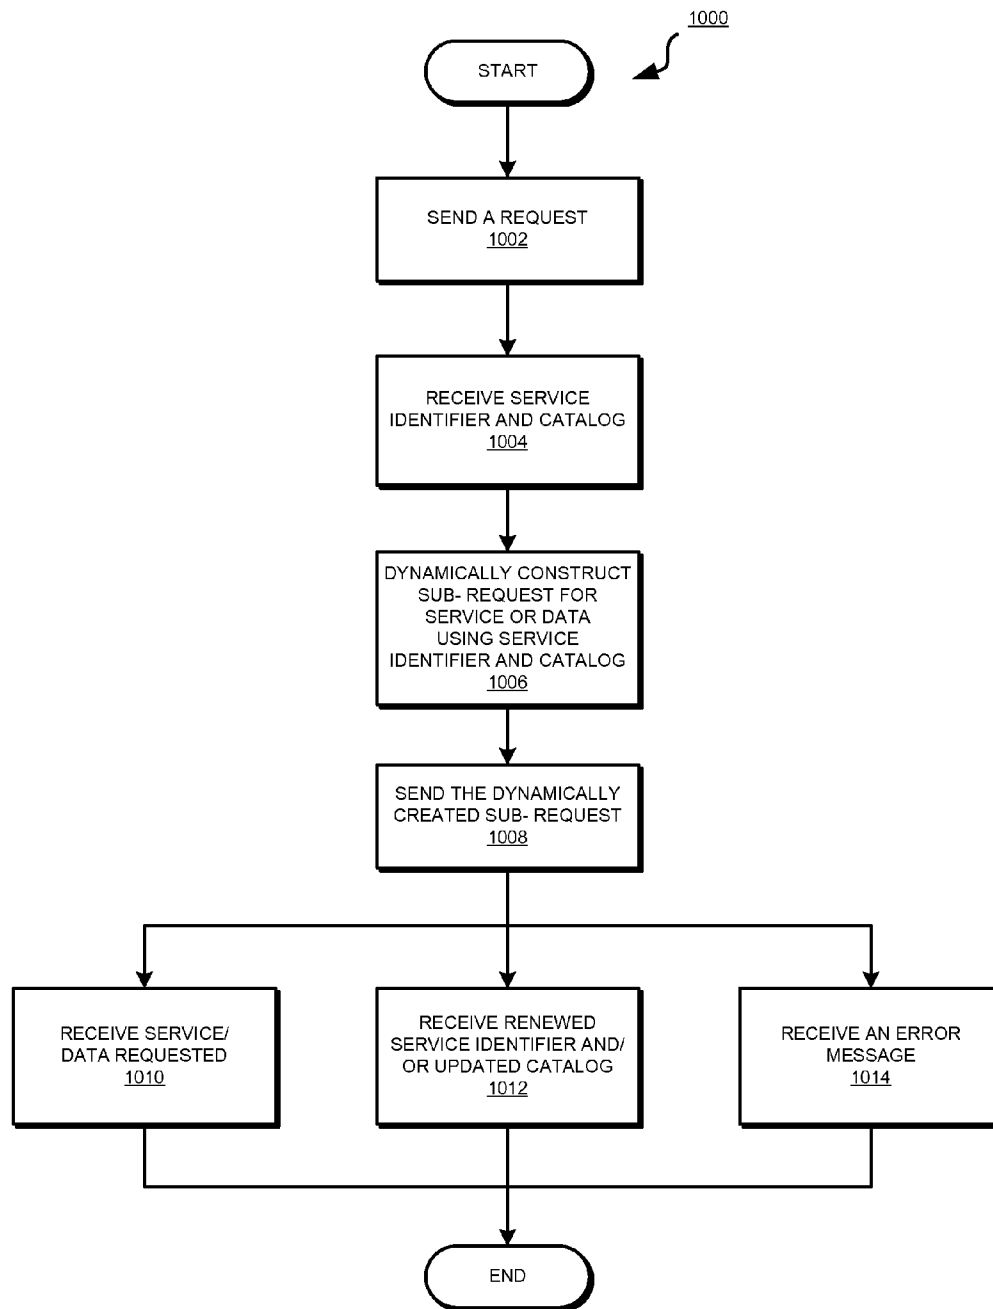 1000
START
SEND A REQUEST
1002
RECEIVE SERVICE
IDENTIFIER AND CATALOG
1004
DYNAMICALLY CONSTRUCT
SUB- REQUEST FOR
SERVICE OR DATA
USING SERVICE
IDENTIFIER AND CATALOG
1006
SEND THE DYNAMICALLY
CREATED SUB- REQUEST
1008
RECEIVE SERVICE/
DATA REQUESTED
1010
RECEIVE RENEWED
SERVICE IDENTIFIER AND/
OR UPDATED CATALOG
1012
RECEIVE AN ERROR
MESSAGE
1014
END